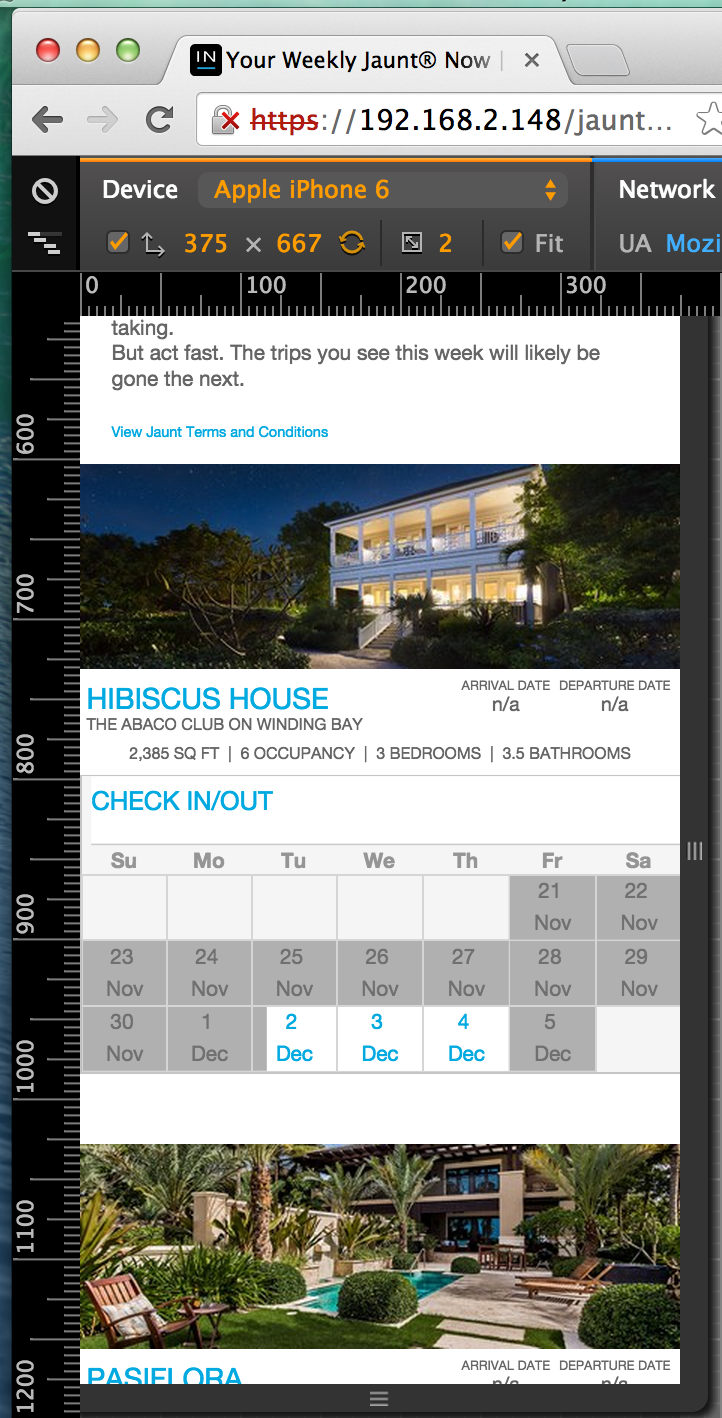 IN Your Weekly Jaunt® Now
https://192.168.2.148/jaunt...
Device Apple iPhone 6 Network
375 × 667 2 Fit UA Mozi
0 100 200 300
taking.
But act fast. The trips you see this week will likely be
gone the next.
View Jaunt Terms and Conditions
600
700
HIBISCUS HOUSE
THE ABACO CLUB ON WINDING BAY
ARRIVAL DATE DEPARTURE DATE
n/a n/a
2,385 SQ FT | 6 OCCUPANCY | 3 BEDROOMS | 3.5 BATHROOMS
800
CHECK IN/OUT
Su Mo Tu We Th Fr Sa
21 22
Nov Nov
900
23 24 25 26 27 28 29
Nov Nov Nov Nov Nov Nov Nov
30 1 2 3 4 5
Nov Dec Dec Dec Dec Dec
1000
1100
1200
PASIFLORA
ARRIVAL DATE DEPARTURE DATE
n/a n/a